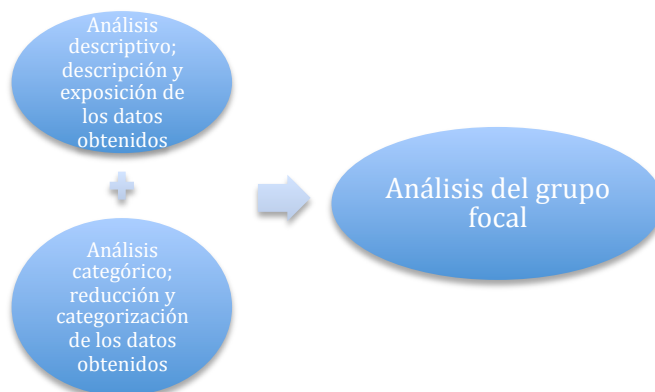 Análisis
descriptivo;
descripción y
exposición de
los datos
obtenidos
Análisis
categórico;
reducción y
categorización
de los datos
obtenidos
Análisis del grupo
focal